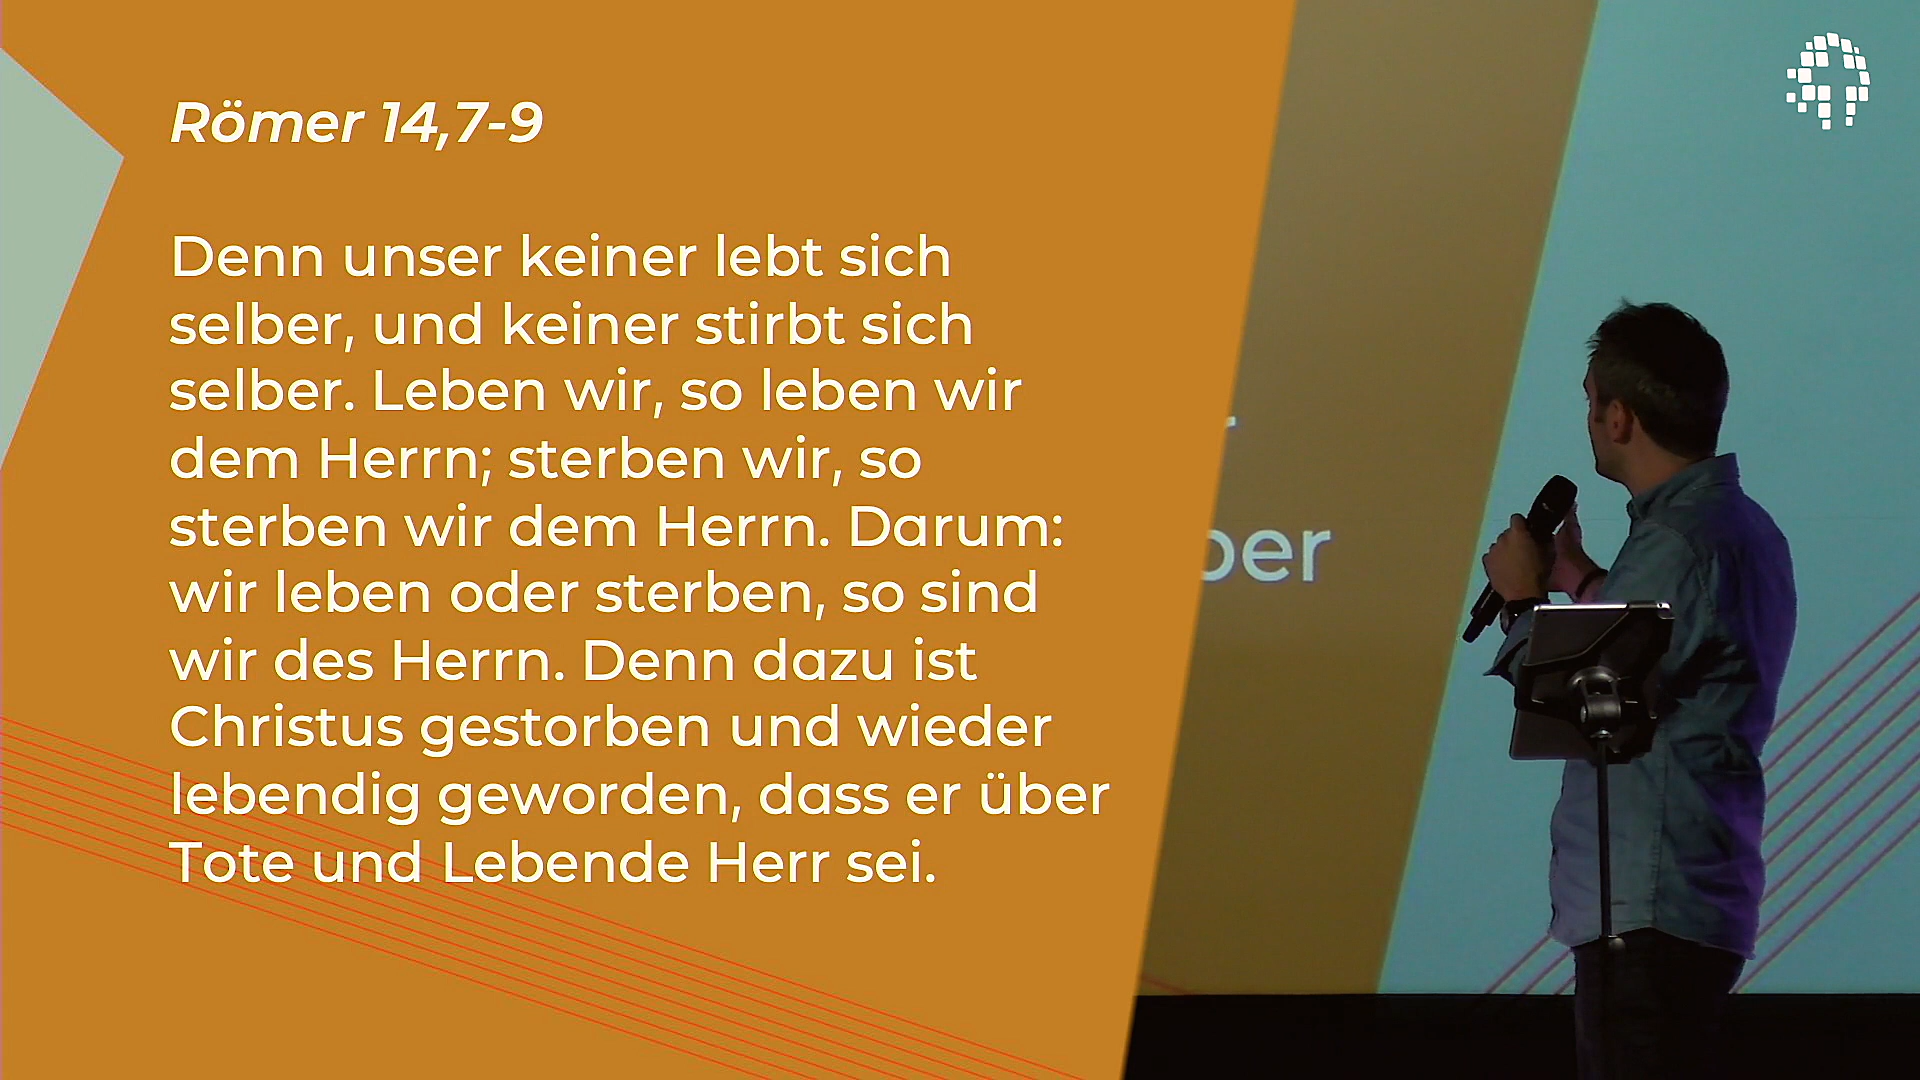 Römer 14,7-9
Denn unser keiner lebt sich
selber, und keiner stirbt sich
selber. Leben wir, so leben wir
dem Herrn; sterben wir, so
sterben wir dem Herrn. Darum:
wir leben oder sterben, so sind
wir des Herrn. Denn dazu ist
Christus gestorben und wieder
lebendig geworden, dass er über
Tote und Lebende Herr sei.